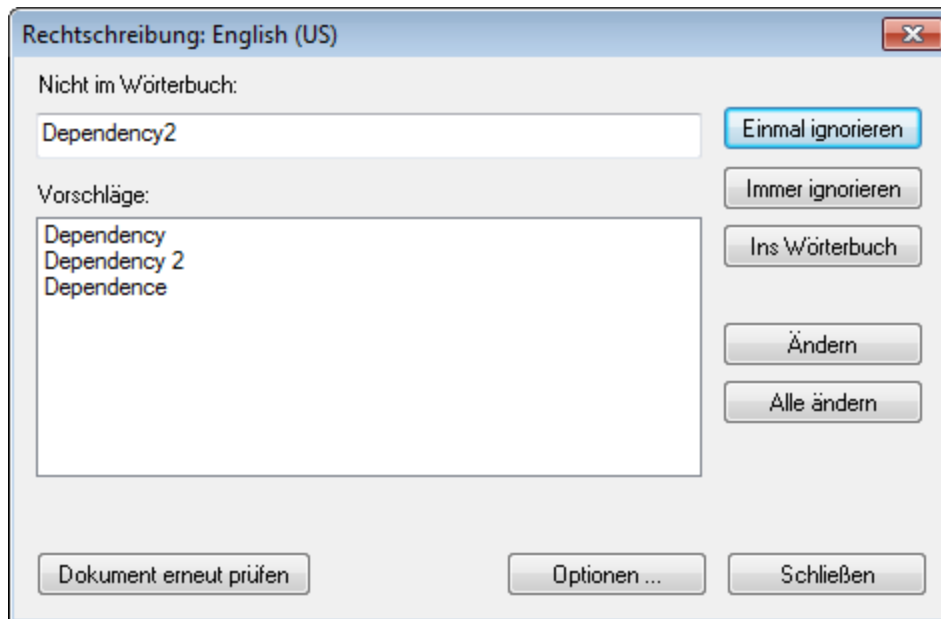 Rechtschreibung: English (US)
Nicht im Wörterbuch:
Dependency2
Einmal ignorieren
Immer ignorieren
Vorschläge:
Dependency
Dependency 2
Dependence
Ins Wörterbuch
Ändern
Alle ändern
Dokument erneut prüfen
Optionen ...
Schließen